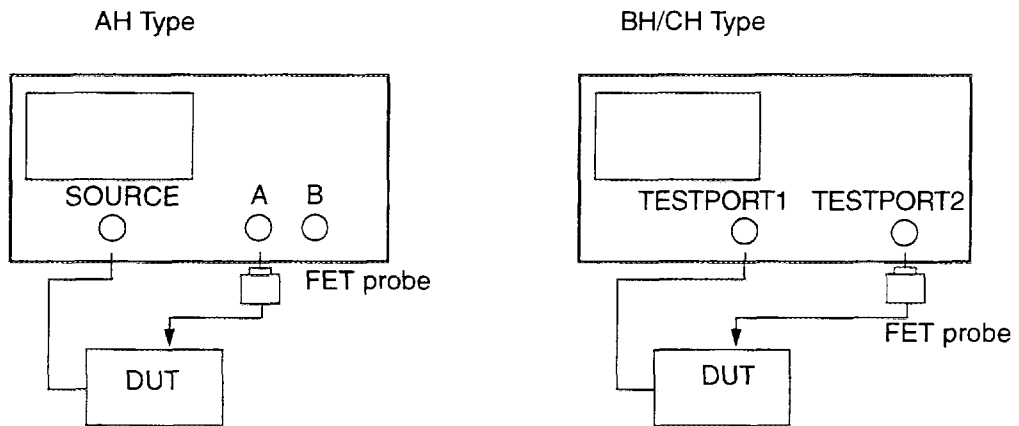 AH Type
SOURCE
A
B
FET probe
DUT
BH/CH Type
TESTPORT1
TESTPORT2
FET probe
DUT